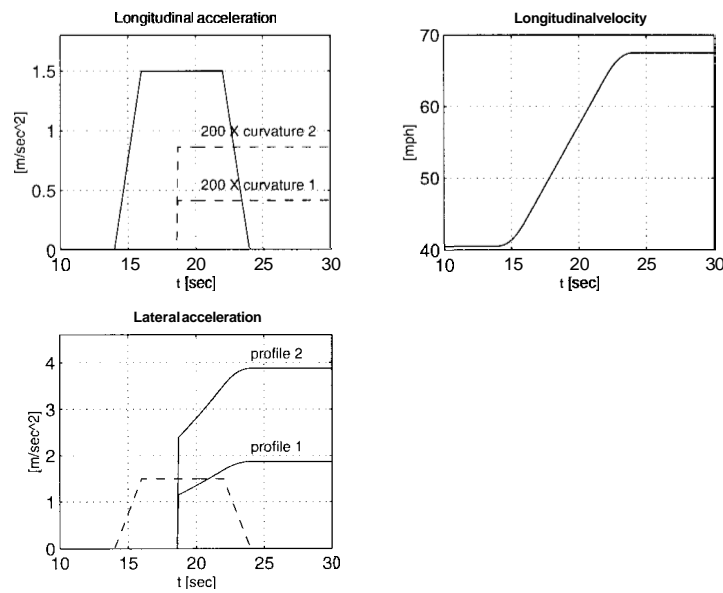 Longitudinal acceleration
[m/sec^2]
1.5
1
0.5
0
200 X curvature 2
200 X curvature 1
10 15 20 25 30
t [sec]
Longitudinalvelocity
[mph]
70
60
50
40
10 15 20 25 30
t [sec]
Lateral acceleration
[m/sec^2]
4
3
2
1
0
profile 2
profile 1
10 15 20 25 30
t [sec]